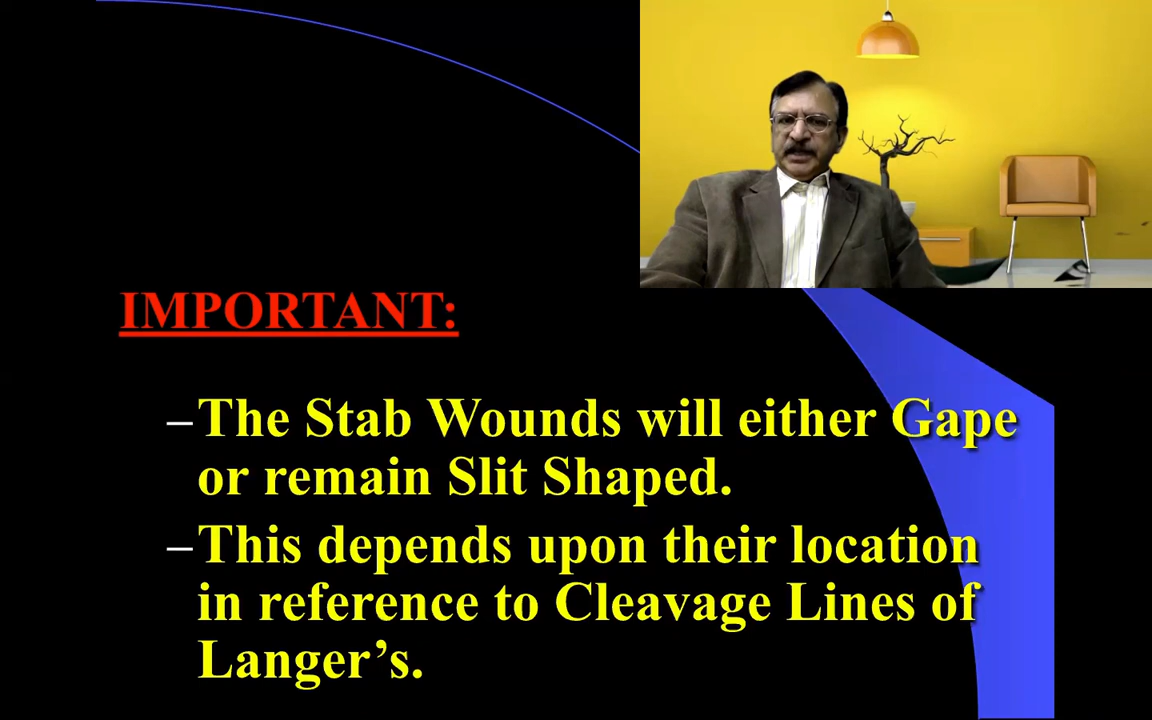 IMPORTANT:
–The Stab Wounds will either Gape
or remain Slit Shaped.
–This depends upon their location
in reference to Cleavage Lines of
Langer’s.